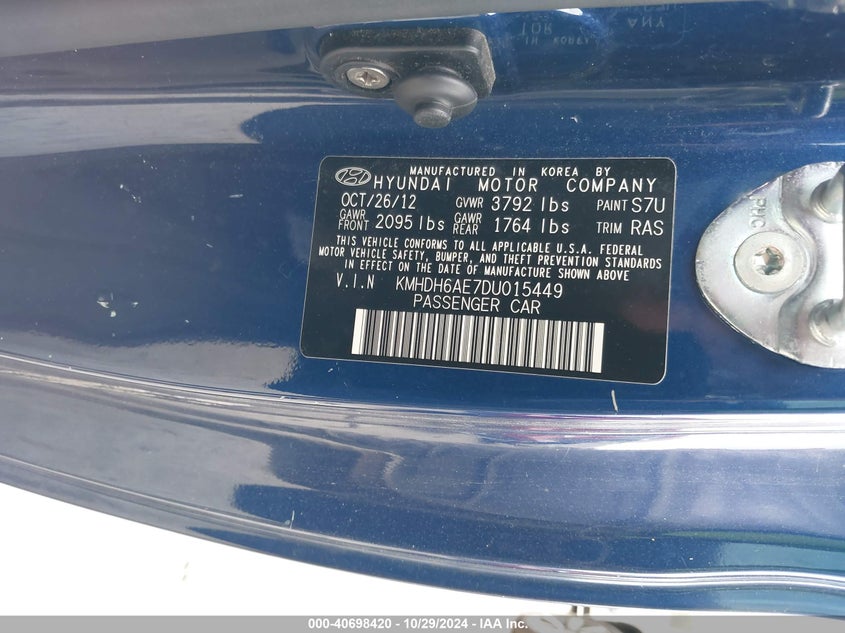 MANUFACTURED IN KOREA BY
HYUNDAI MOTOR COMPANY
OCT/26/12 GVWR 3792 lbs PAINT S7U
GAWR FRONT 2095 lbs GAWR REAR 1764 lbs TRIM RAS
THIS VEHICLE CONFORMS TO ALL APPLICABLE U.S.A. FEDERAL
MOTOR VEHICLE SAFETY, BUMPER, AND THEFT PREVENTION STANDARDS
IN EFFECT ON THE DATE OF MANUFACTURE SHOWN ABOVE
V.I.N KMHDH6AE7DU015449
PASSENGER CAR
PHC
000-40698420 - 10/29/2024 - IAA, Inc.